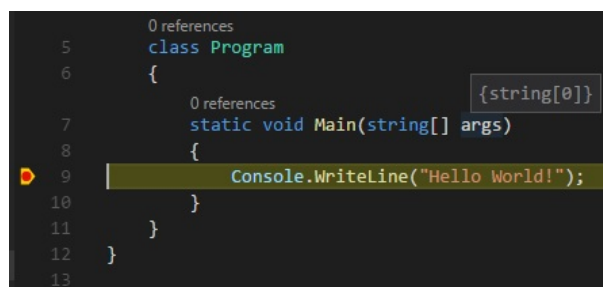 0 references
5 class Program
6 {
{string[0]}
0 references
7 static void Main(string[] args)
8 {
9 Console.WriteLine("Hello World!");
10 }
11 }
12 }
13